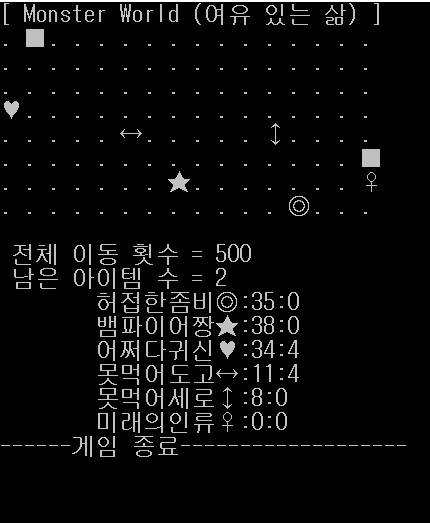 [ Monster World (여유 있는 삶) ]
. ■ . . . . . . . . . . . . . .
. . . . . . . . . . . . . . . .
. . . . . . . . . . . . . . . .
♥ . . . . . . . . . . . . . . .
. . . . . ↔ . . . . . ↕ . . . .
. . . . . . . . . . . . . . . ■
. . . . . . . ★ . . . . . . . ♀
. . . . . . . . . . . . ◎ . . .
전체 이동 횟수 = 500
남은 아이템 수 = 2
허접한좀비◎:35:0
뱀파이어짱★:38:0
어쩌다귀신♥:34:4
못먹어도고↔:11:4
못먹어세로↕:8:0
미래의인류♀:0:0
------게임 종료-------------------